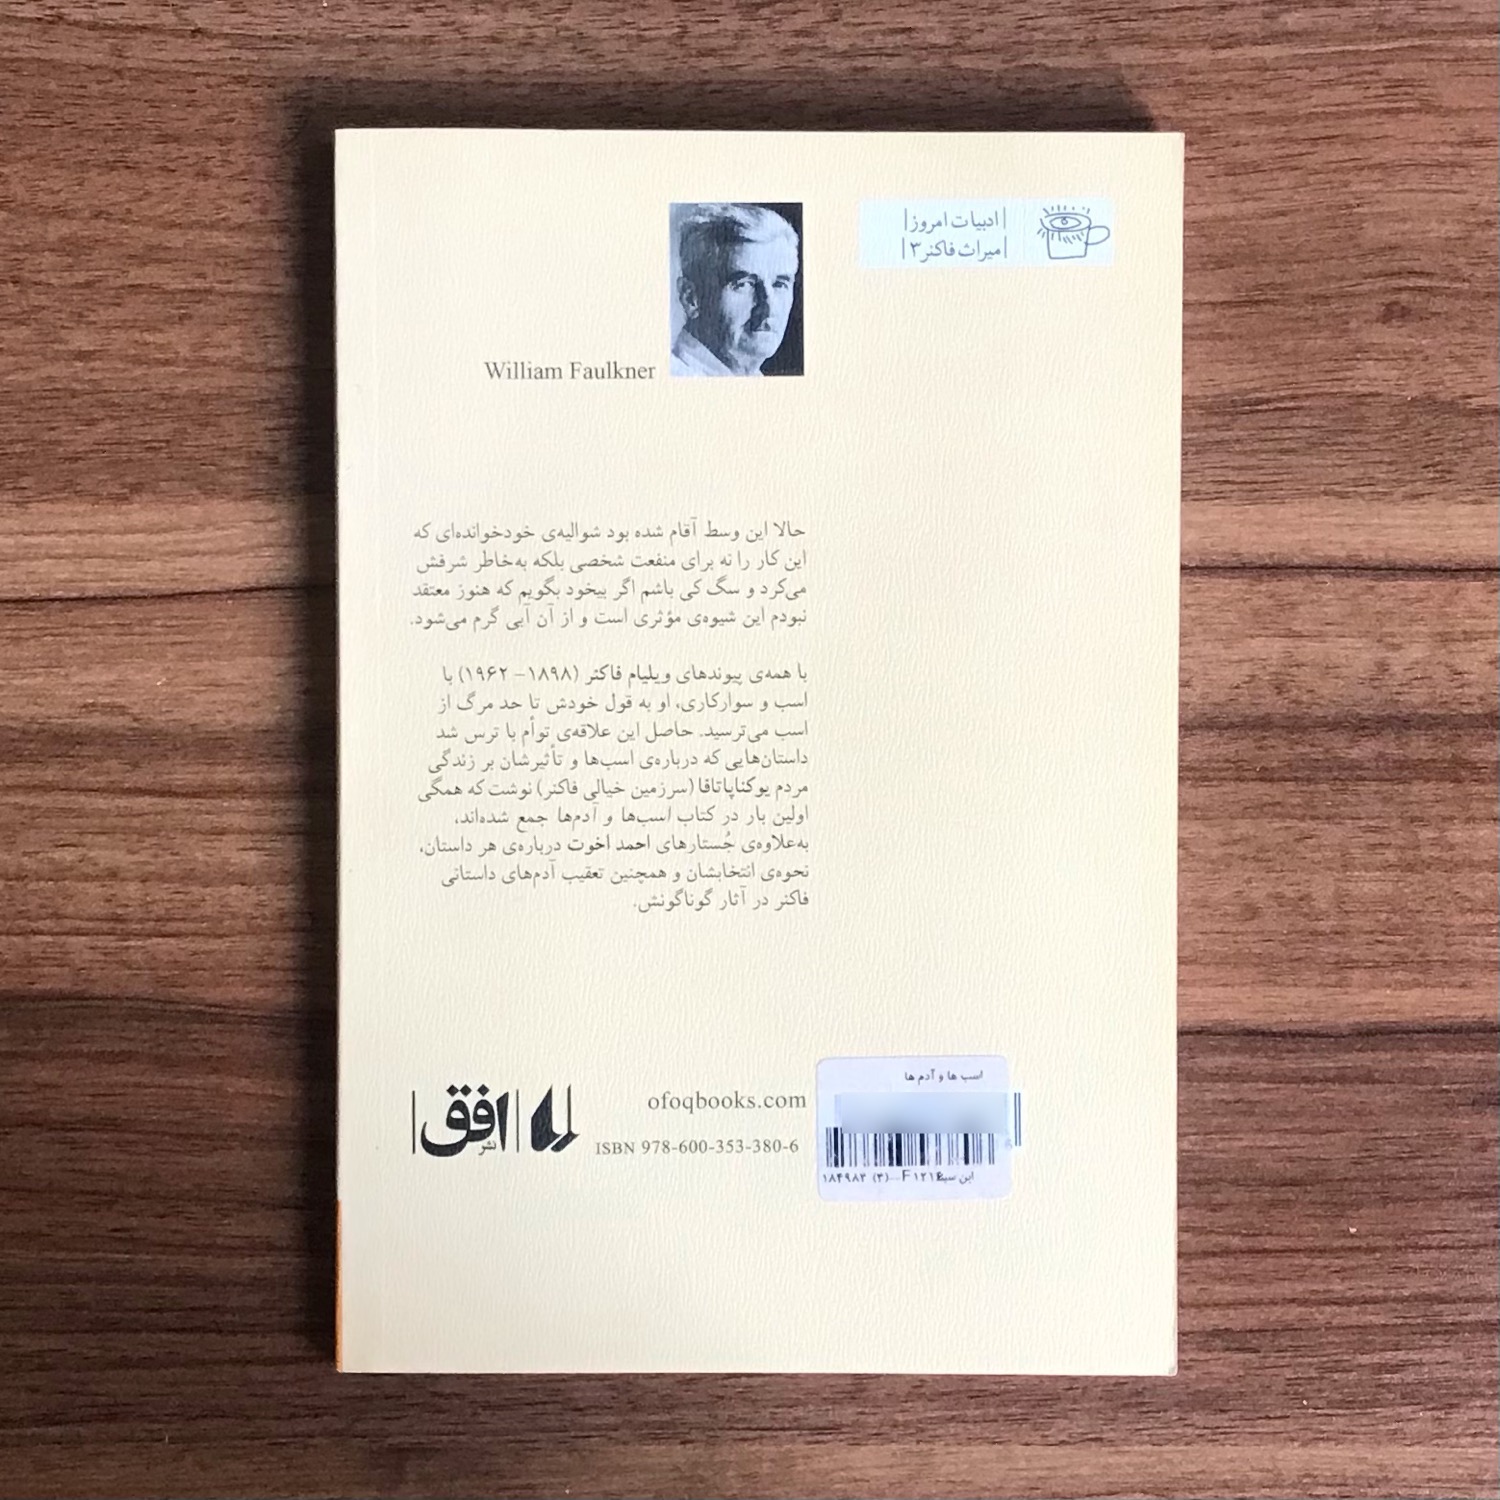 |ادبیات امروز|
|میراث فاکنر۳|
William Faulkner
حالا این وسط آقام شده بود شوالیه‌ی خودخوانده‌ای که
این کار را نه برای منفعت شخصی بلکه به‌خاطر شرفش
می‌کرد و سگ کی باشم اگر بیخود بگویم که هنوز معتقد
نبودم این شیوه‌ی مؤثری است و از آن آبی گرم می‌شود.
با همه‌ی پیوندهای ویلیام فاکنر (۱۸۹۸- ۱۹۶۲) با
اسب و سوارکاری، او به قول خودش تا حد مرگ از
اسب می‌ترسید. حاصل این علاقه‌ی توأم با ترس شد
داستان‌هایی که درباره‌ی اسب‌ها و تأثیرشان بر زندگی
مردم یوکناپاتافا (سرزمین خیالی فاکنر) نوشت که همگی
اولین بار در کتاب اسب‌ها و آدم‌ها جمع شده‌اند،
به‌علاوه‌ی جُستارهای احمد اخوت درباره‌ی هر داستان،
نحوه‌ی انتخابشان و همچنین تعقیب آدم‌های داستانی
فاکنر در آثار گوناگونش.
نشر افق
ofoqbooks.com
ISBN 978-600-353-380-6
اسب ها و آدم ها
ابن سینا
۱۸۴۹۸۳ (۳)